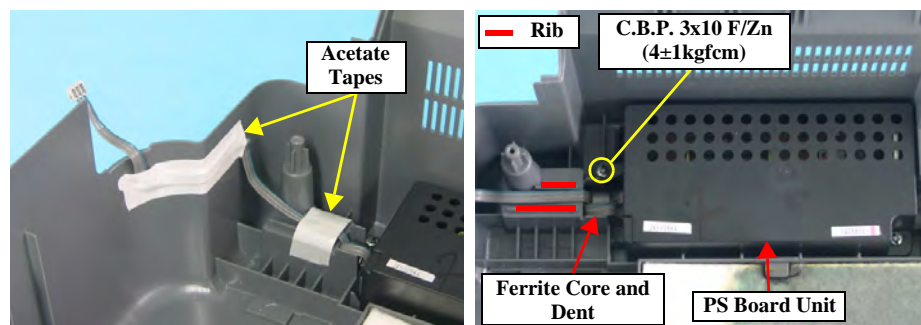 Acetate
Tapes
Rib
C.B.P. 3x10 F/Zn
(4±1kgfcm)
Ferrite Core and
Dent
PS Board Unit